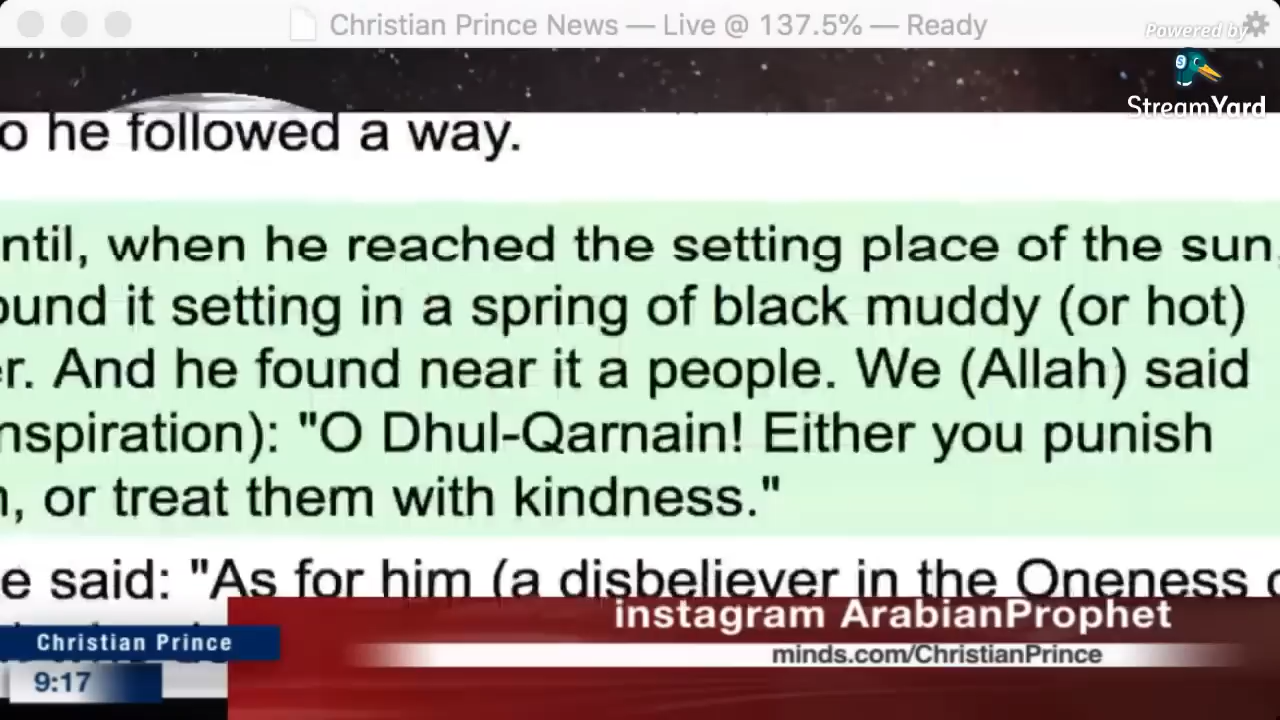 Christian Prince News — Live @ 137.5% — Ready
Powered by
StreamYard
o he followed a way.
ntil, when he reached the setting place of the sun,
ound it setting in a spring of black muddy (or hot)
er. And he found near it a people. We (Allah) said
nspiration): "O Dhul-Qarnain! Either you punish
, or treat them with kindness."
e said: "As for him (a disbeliever in the Oneness o
instagram ArabianProphet
Christian Prince
minds.com/ChristianPrince
9:17